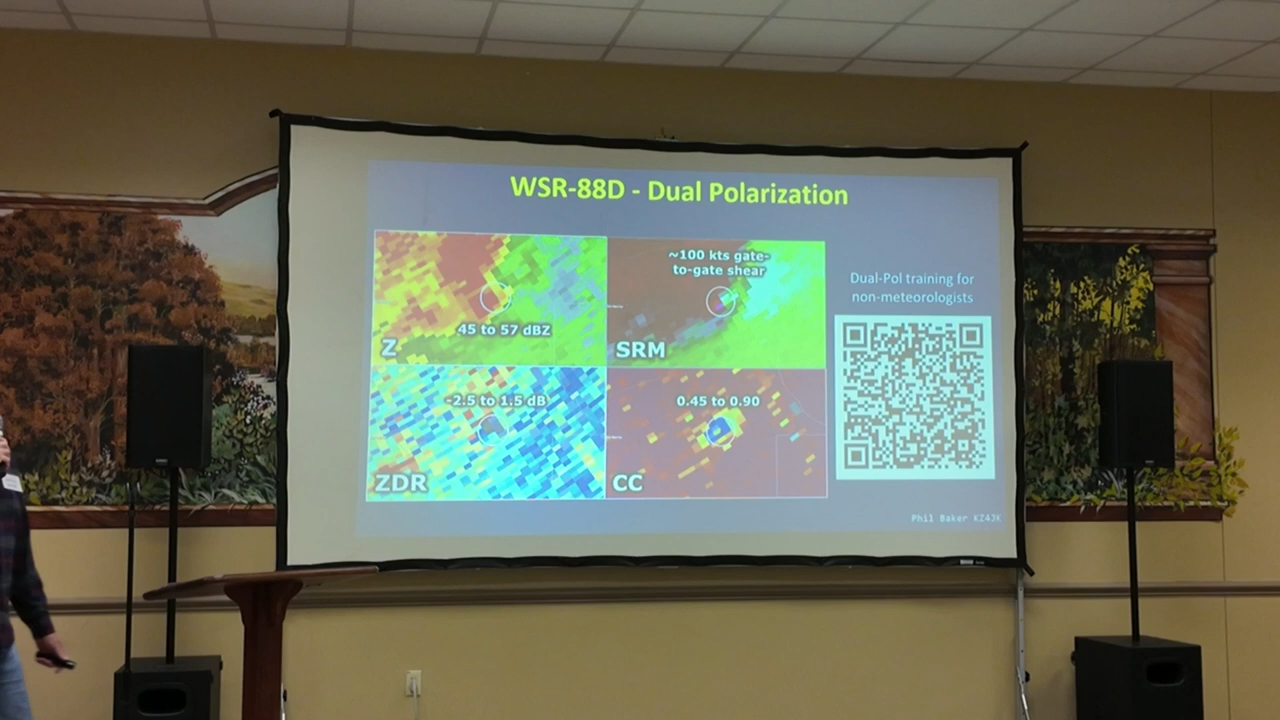 WSR-88D - Dual Polarization
~100 kts gate-
to-gate shear
45 to 57 dBZ
Z
SRM
-2.5 to 1.5 dB
0.45 to 0.90
ZDR
CC
Dual-Pol training for
non-meteorologists
Phil Baker KZ4JK